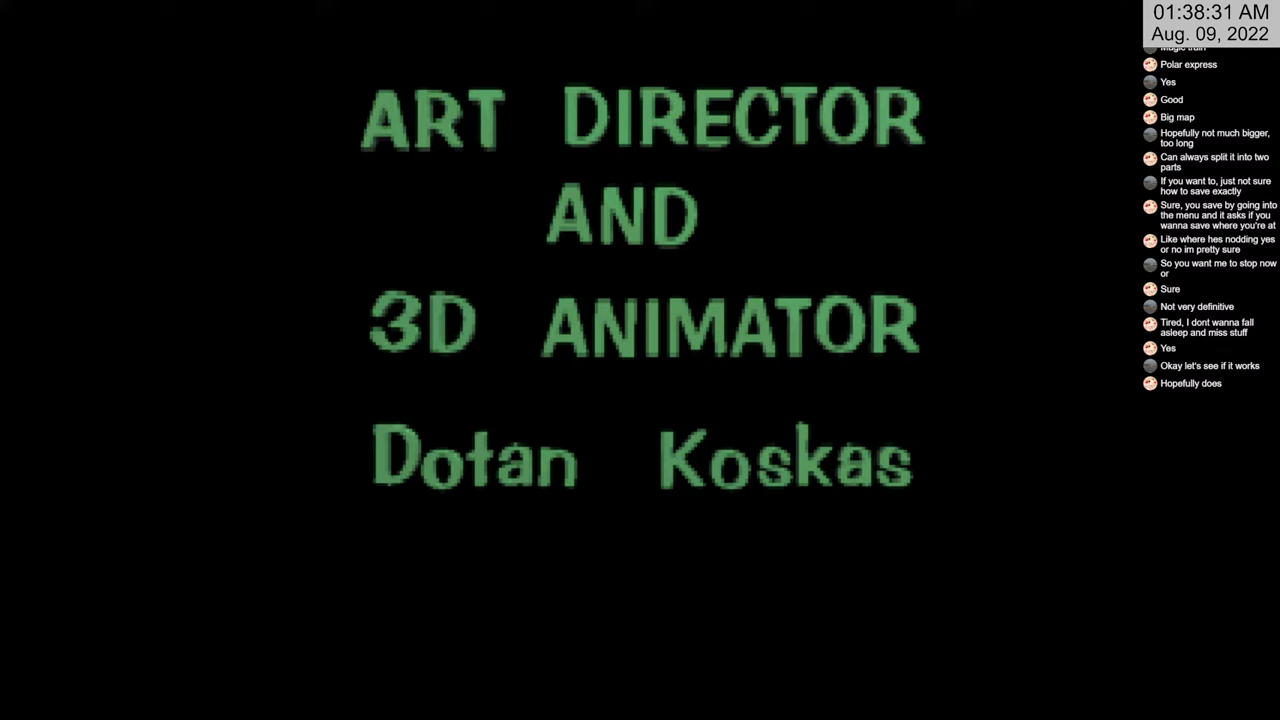 01:38:31 AM
Aug. 09, 2022
ART DIRECTOR
AND
3D ANIMATOR
Dotan Koskas
Magic train
Polar express
Yes
Good
Big map
Hopefully not much bigger,
too long
Can always split it into two
parts
If you want to, just not sure
how to save exactly
Sure, you save by going into
the menu and it asks if you
wanna save where you're at
Like where hes nodding yes
or no im pretty sure
So you want me to stop now
or
Sure
Not very definitive
Tired, I dont wanna fall
asleep and miss stuff
Yes
Okay let's see if it works
Hopefully does